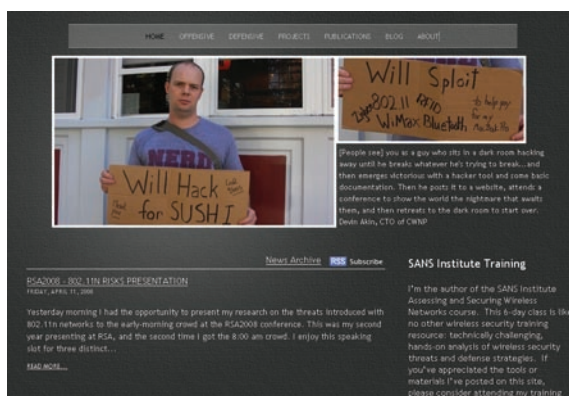 HOME OFFENSIVE DEFENSIVE PROJECTS PUBLICATIONS BLOG ABOUT
NERD
Will Hack
for SUSHI
Will Sploit
802.11 RFID
WiMax Bluetooth
to help pay
for my
[People see] you as a guy who sits in a dark room hacking
away until he breaks whatever he's trying to break...and
then emerges victorious with a hacker tool and some basic
documentation. Then he posts it to a website, attends a
conference to show the world the nightmare that awaits
them, and then retreats to the dark room to start over.
Devin Akin, CTO of CWNP
News Archive RSS Subscribe
RSA2008 - 802.11N RISKS PRESENTATION
FRIDAY, APRIL 11, 2008
Yesterday morning I had the opportunity to present my research on the threats introduced with
802.11n networks to the early-morning crowd at the RSA2008 conference. This was my second
year presenting at RSA, and the second time I got the 8:00 am crowd. I enjoy this speaking
slot for three distinct...
READ MORE...
SANS Institute Training
I'm the author of the SANS Institute
Assessing and Securing Wireless
Networks course. This 6-day class is like
no other wireless security training
resource: technically challenging,
hands-on analysis of wireless security
threats and defense strategies. If
you've appreciated the tools or
materials I've posted on this site,
please consider attending my training